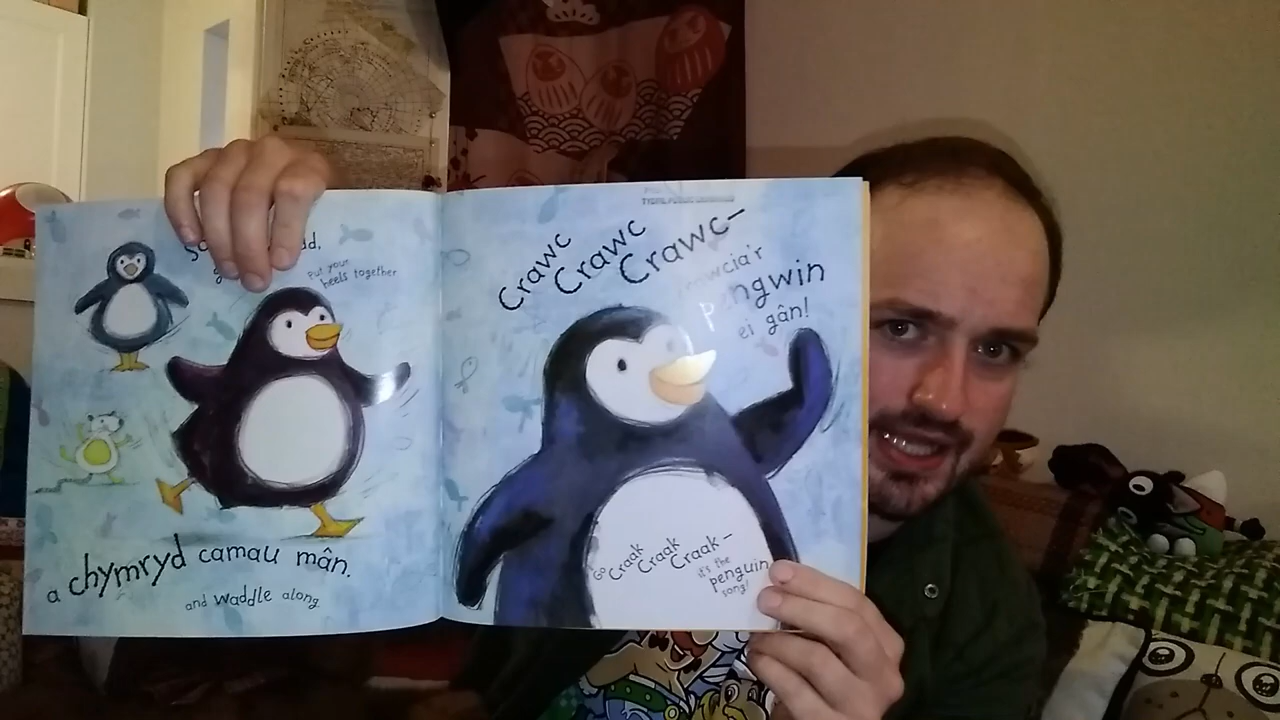 Put your
heels together
a chymryd camau mân.
and waddle along.
Crawc
Crawc
Crawc-
Pengwin
ei gân!
Go Craak
Craak
Craak-
it's the
penguin
song!